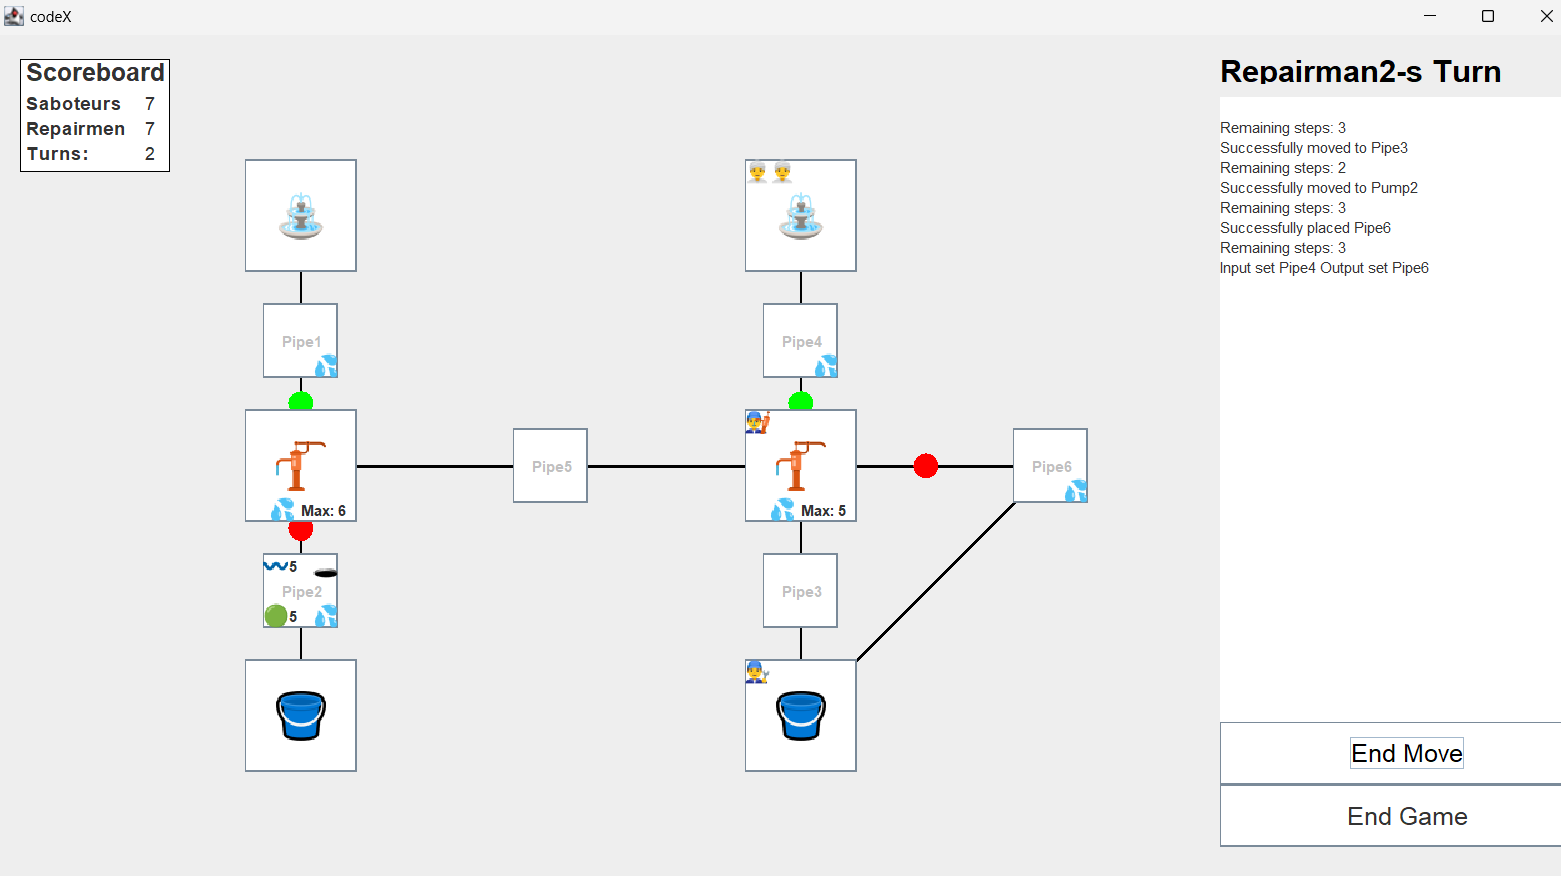 codeX
Scoreboard
Saboteurs 7
Repairmen 7
Turns: 2
Repairman2-s Turn
Remaining steps: 3
Successfully moved to Pipe3
Remaining steps: 2
Successfully moved to Pump2
Remaining steps: 3
Successfully placed Pipe6
Remaining steps: 3
Input set Pipe4 Output set Pipe6
Pipe1
Pipe4
Pipe5
Pipe6
Max: 6
Max: 5
5
Pipe2
5
Pipe3
End Move
End Game